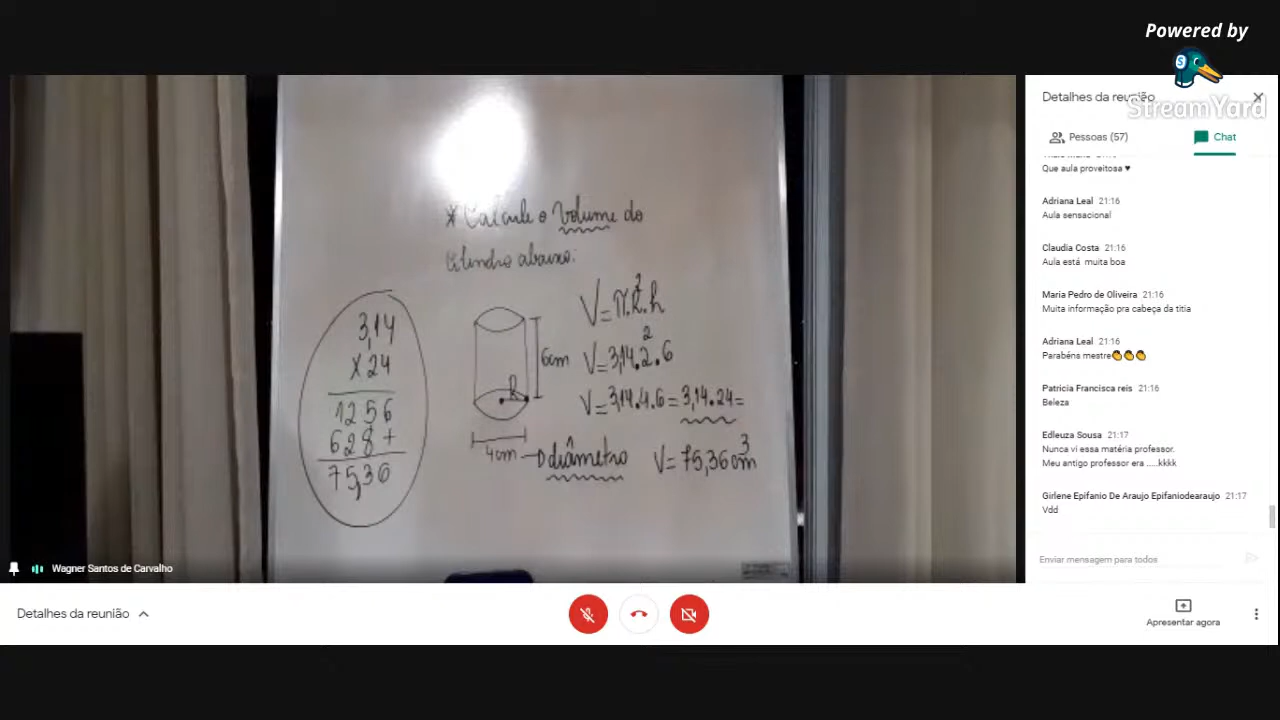 Powered by
StreamYard
* Calcule o Volume do
cilindro abaixo:
3,14
x 24
1256
628+
75,36
R
6cm
4cm → diâmetro
V=π.R².h
V=3,14.2².6
V=3,14.4.6=3,14.24=
V=75,36cm³
Wagner Santos de Carvalho
Detalhes da reunião
Pessoas (57)
Chat
Que aula proveitosa ♥
Adriana Leal 21:16
Aula sensacional
Claudia Costa 21:16
Aula está muita boa
Maria Pedro de Oliveira 21:16
Muita informação pra cabeça da titia
Adriana Leal 21:16
Parabéns mestre👏👏👏
Patricia Francisca reis 21:16
Beleza
Edleuza Sousa 21:17
Nunca vi essa matéria professor.
Meu antigo professor era .....kkkk
Girlene Epifanio De Araujo Epifaniodearaujo 21:17
Vdd
Enviar mensagem para todos
Detalhes da reunião
Apresentar agora